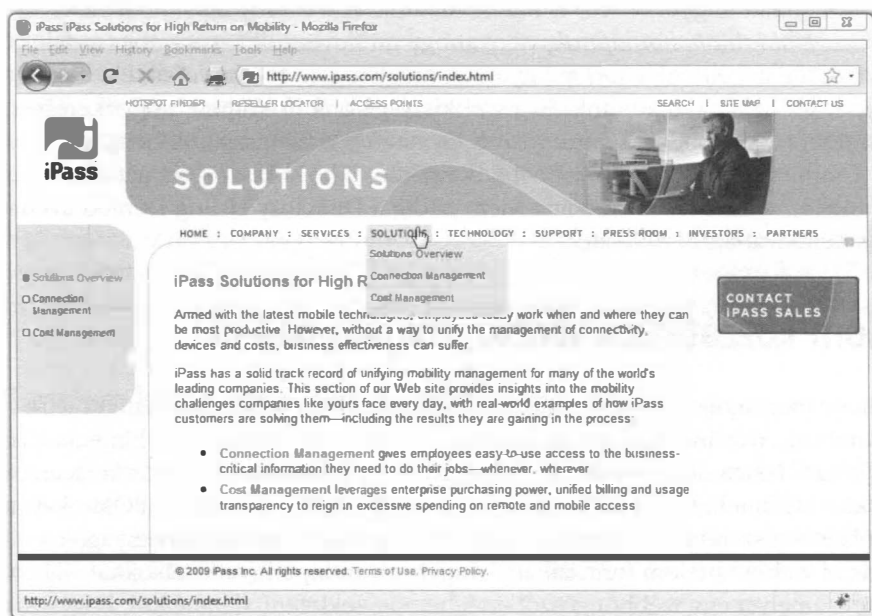 iPass: iPass Solutions for High Return on Mobility - Mozilla Firefox
File Edit View History Bookmarks Tools Help
http://www.ipass.com/solutions/index.html
HOTSPOT FINDER | RESELLER LOCATOR | ACCESS POINTS
SEARCH | SITE MAP | CONTACT US
iPass
SOLUTIONS
HOME : COMPANY : SERVICES : SOLUTIONS : TECHNOLOGY : SUPPORT : PRESS ROOM : INVESTORS : PARTNERS
Solutions Overview
Connection Management
Cost Management
Solutions Overview
Connection
Management
Cost Management
iPass Solutions for High R
CONTACT
iPASS SALES
Armed with the latest mobile technologies, employees today work when and where they can
be most productive. However, without a way to unify the management of connectivity,
devices and costs, business effectiveness can suffer.
iPass has a solid track record of unifying mobility management for many of the world's
leading companies. This section of our Web site provides insights into the mobility
challenges companies like yours face every day, with real-world examples of how iPass
customers are solving them—including the results they are gaining in the process:
• Connection Management gives employees easy-to-use access to the business-
critical information they need to do their jobs—whenever, wherever
• Cost Management leverages enterprise purchasing power, unified billing and usage
transparency to reign in excessive spending on remote and mobile access
© 2009 iPass Inc. All rights reserved. Terms of Use. Privacy Policy.
http://www.ipass.com/solutions/index.html